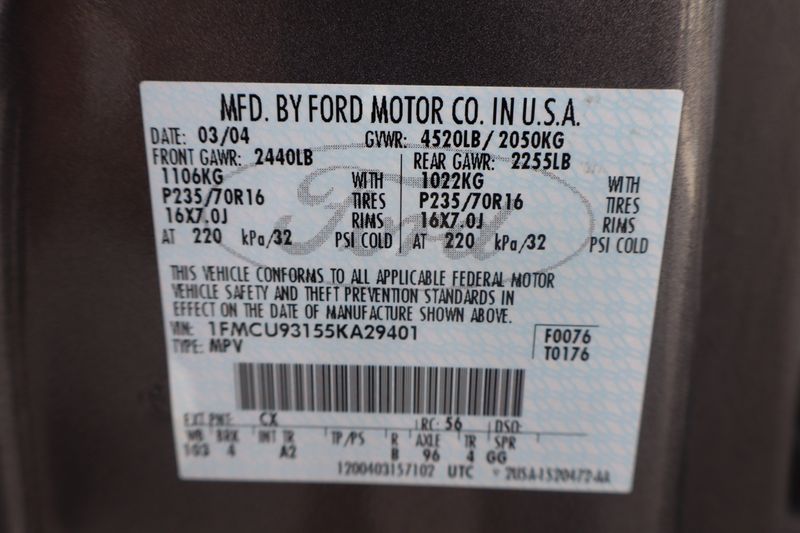 MFD. BY FORD MOTOR CO. IN U.S.A.
DATE: 03/04 GVWR: 4520LB/ 2050KG
FRONT GAWR: 2440LB REAR GAWR: 2255LB
1106KG WITH 1022KG WITH
P235/70R16 TIRES P235/70R16 TIRES
16X7.0J RIMS 16X7.0J RIMS
AT 220 kPa/32 PSI COLD AT 220 kPa/32 PSI COLD
Ford
THIS VEHICLE CONFORMS TO ALL APPLICABLE FEDERAL MOTOR
VEHICLE SAFETY AND THEFT PREVENTION STANDARDS IN
EFFECT ON THE DATE OF MANUFACTURE SHOWN ABOVE.
VIN: 1FMCU93155KA29401 F0076
TYPE: MPV T0176
EXT PNT: CX RC: 56 DSO:
WB BRK INT TR TP/PS R AXLE TR SPR
103 4 A2 B 96 4 GG
1200403157102 UTC 2USA-1520472-AA